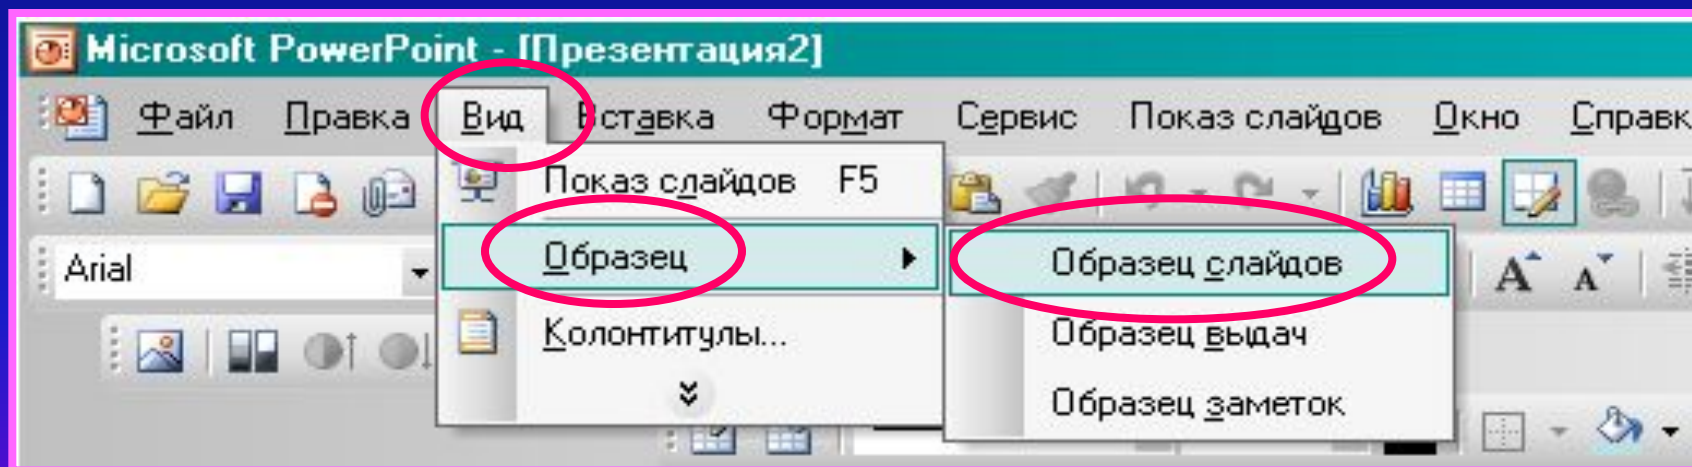 Microsoft PowerPoint - [Презентация2]
Файл Правка Вид Вставка Формат Сервис Показ слайдов Окно Справк
Показ слайдов F5
Arial
Образец
Образец слайдов
Колонтитулы...
Образец выдач
Образец заметок